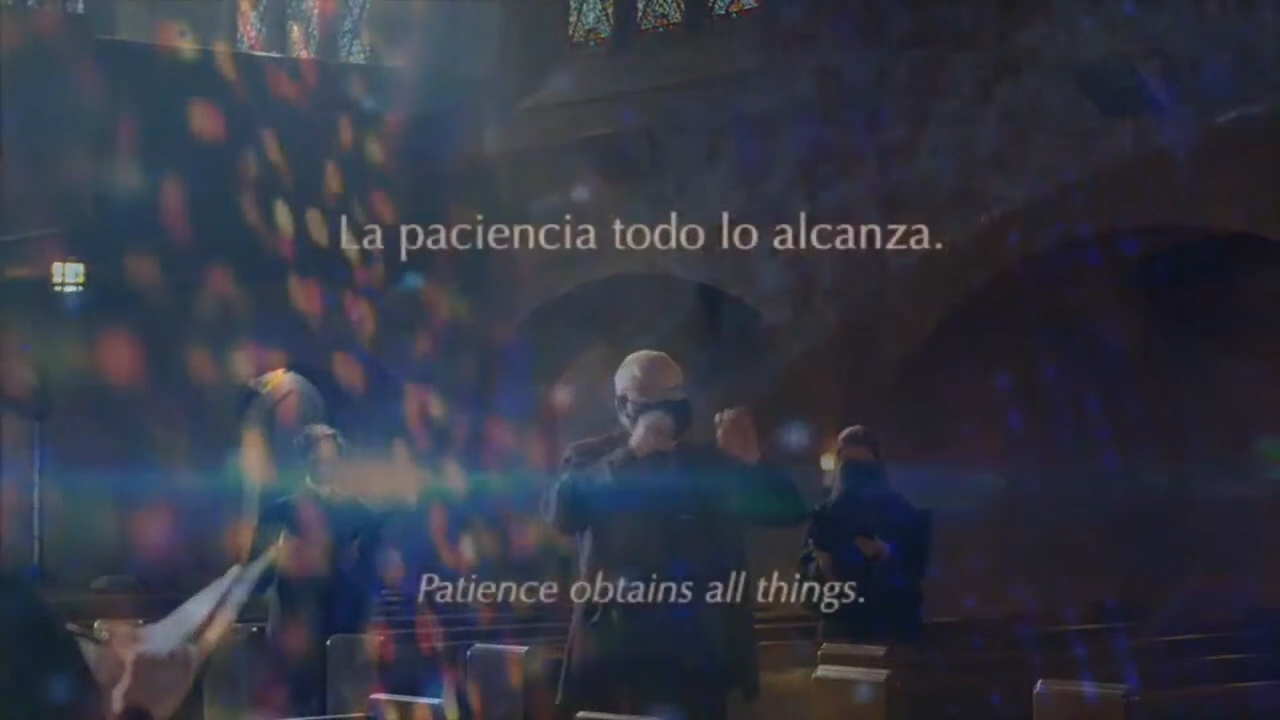 La paciencia todo lo alcanza.
Patience obtains all things.